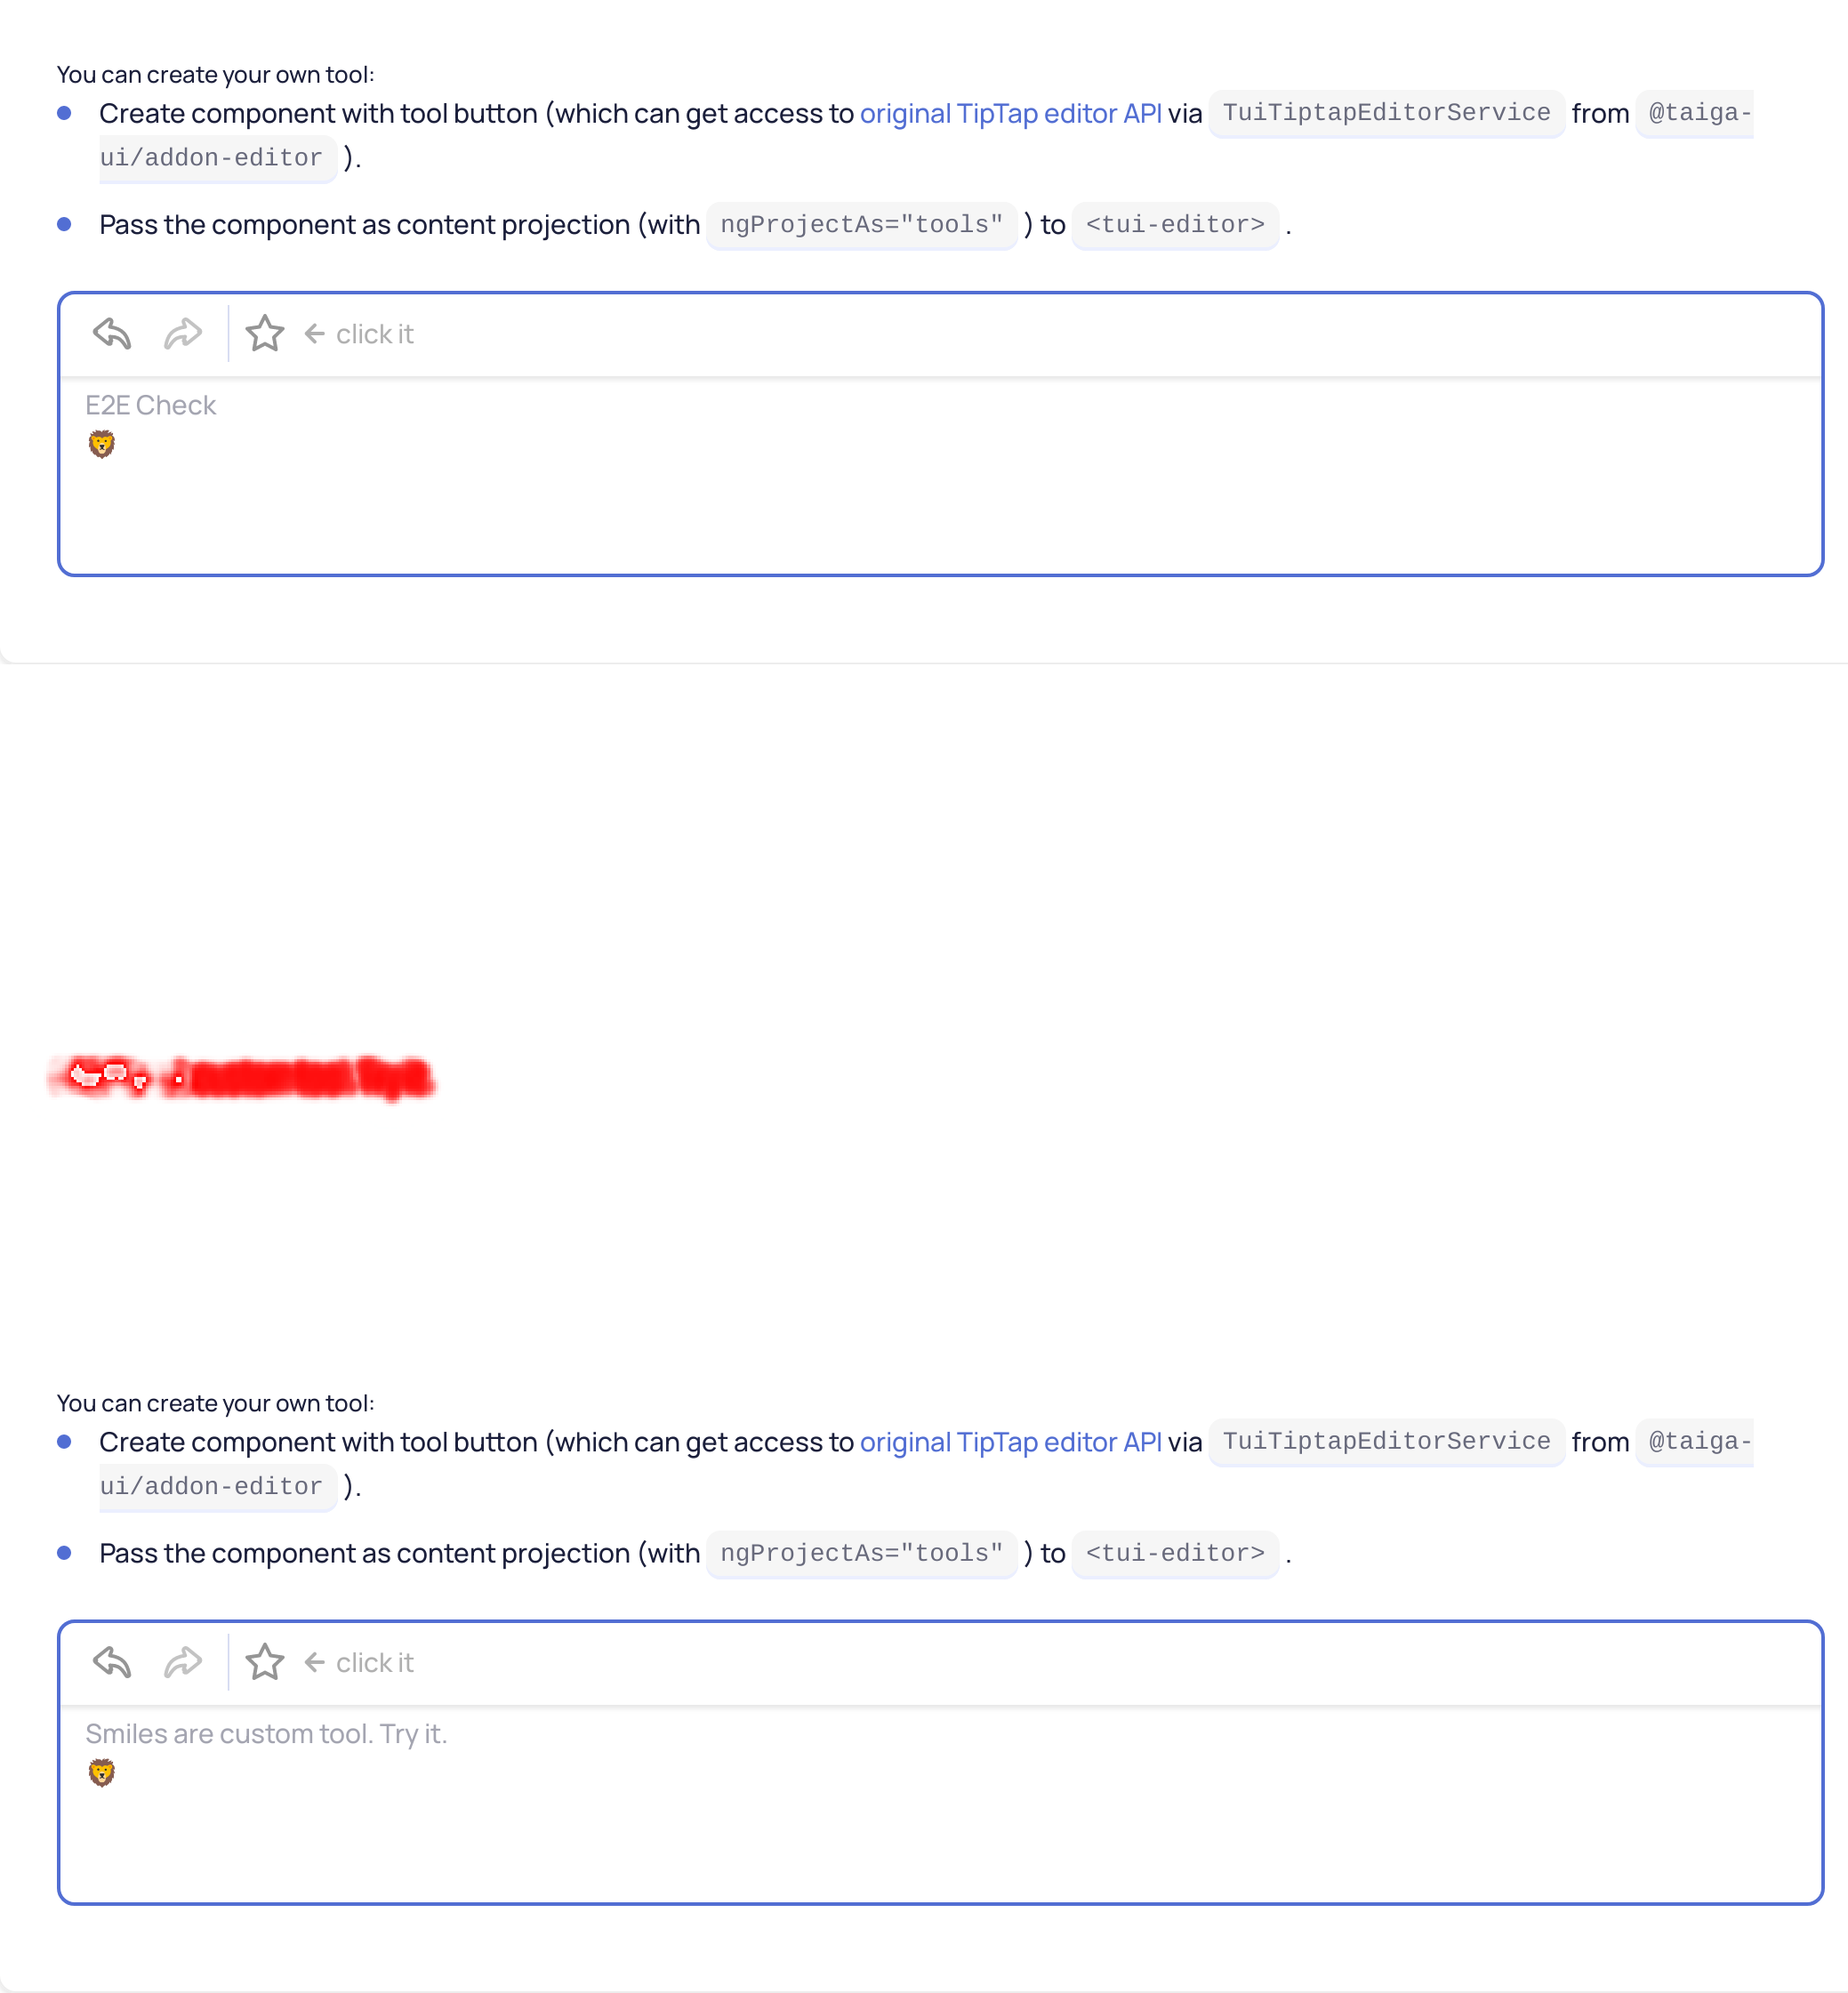 You can create your own tool:
Create component with tool button (which can get access to original TipTap editor API via TuiTiptapEditorService from @taiga-
ui/addon-editor ).
Pass the component as content projection (with ngProjectAs="tools" ) to <tui-editor> .
click it
E2E Check
You can create your own tool:
Create component with tool button (which can get access to original TipTap editor API via TuiTiptapEditorService from @taiga-
ui/addon-editor ).
Pass the component as content projection (with ngProjectAs="tools" ) to <tui-editor> .
click it
Smiles are custom tool. Try it.